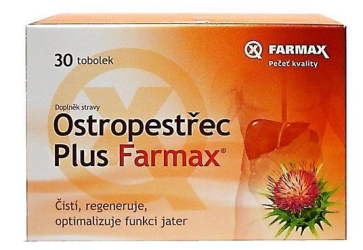 30 tobolek
FARMAX
Pečeť kvality
Doplněk stravy
Ostropestřec
Plus Farmax®
Čistí, regeneruje,
optimalizuje funkci jater